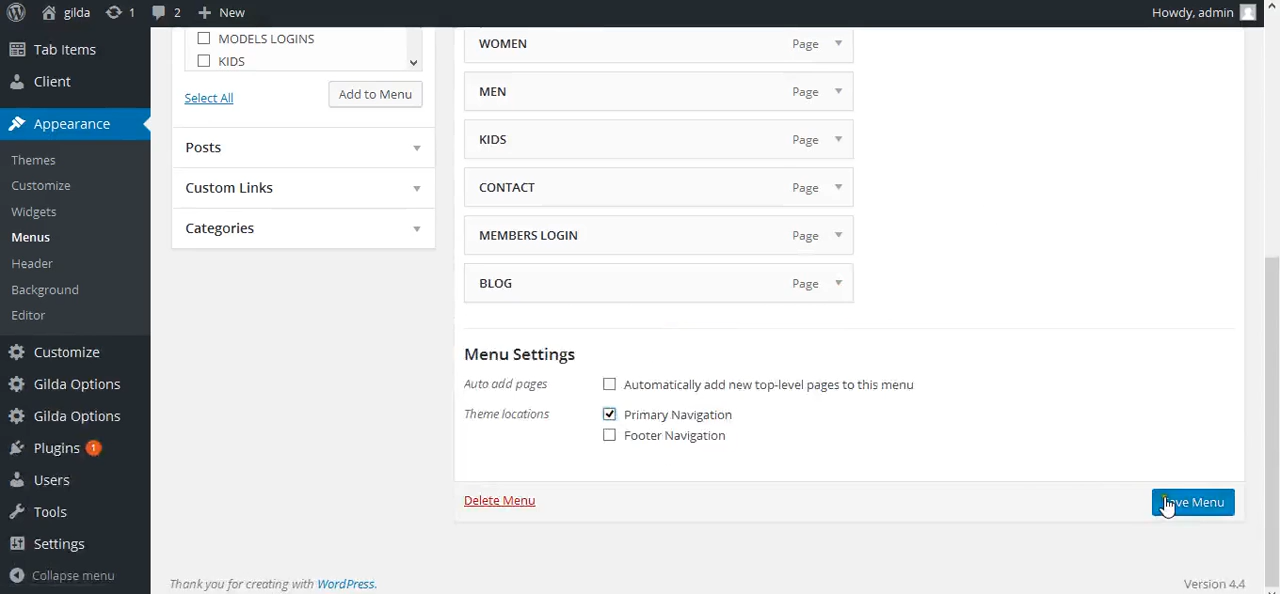 gilda 1 2 New
Howdy, admin
Tab Items
Client
Appearance
Themes
Customize
Widgets
Menus
Header
Background
Editor
Customize
Gilda Options
Gilda Options
Plugins 1
Users
Tools
Settings
Collapse menu
MODELS LOGINS
KIDS
Select All
Add to Menu
Posts
Custom Links
Categories
WOMEN Page
MEN Page
KIDS Page
CONTACT Page
MEMBERS LOGIN Page
BLOG Page
Menu Settings
Auto add pages Automatically add new top-level pages to this menu
Theme locations Primary Navigation
Footer Navigation
Delete Menu
Menu
Thank you for creating with WordPress.
Version 4.4